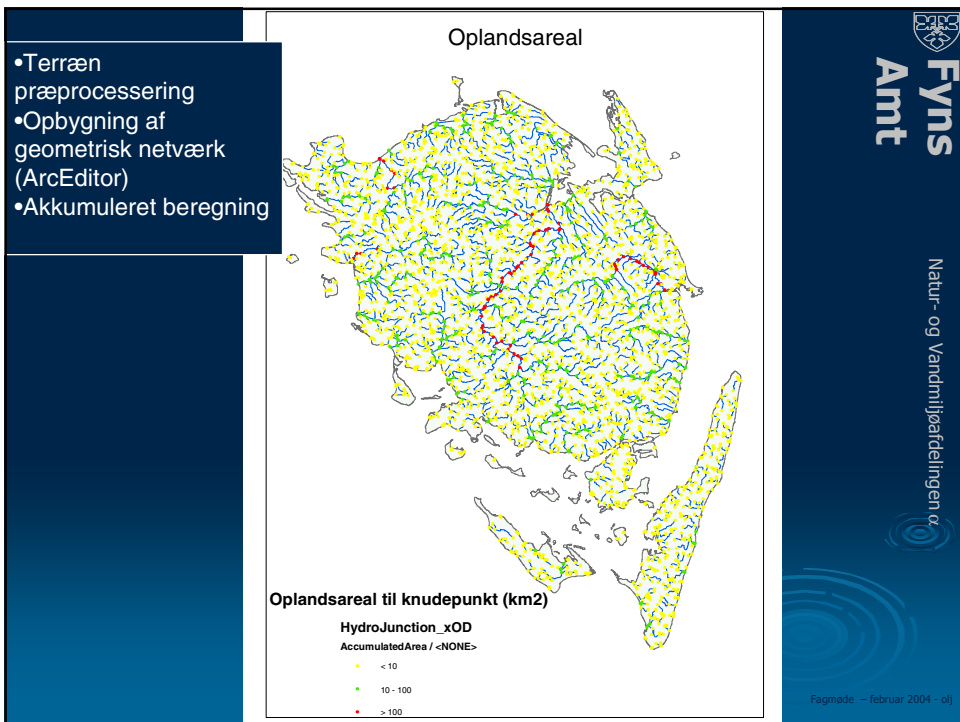 •Terræn
præprocessering
•Opbygning af
geometrisk netværk
(ArcEditor)
•Akkumuleret beregning
Oplandsareal
Oplandsareal til knudepunkt (km2)
HydroJunction_xOD
AccumulatedArea / <NONE>
< 10
10 - 100
> 100
Fyns
Amt
Natur- og Vandmiljøafdelingen α
Fagmøde – februar 2004 - olj